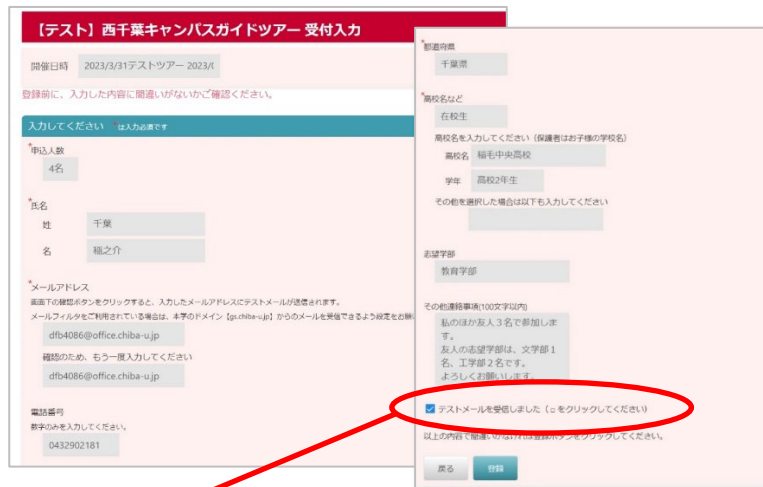 【テスト】西千葉キャンパスガイドツアー 受付入力
開催日時 2023/3/31テストツアー 2023/(
登録前に、入力した内容に間違いがないかご確認ください。
入力してください *は入力必須です
*申込人数
4名
*氏名
姓 千葉
名 稲之介
*メールアドレス
画面下の確認ボタンをクリックすると、入力したメールアドレスにテストメールが送信されます。
メールフィルタをご利用されている場合は、本学のドメイン【gs.chiba-u.jp】からのメールを受信できるよう設定をお願
dfb4086@office.chiba-u.jp
確認のため、もう一度入力してください
dfb4086@office.chiba-u.jp
電話番号
数字のみを入力してください。
0432902181
*都道府県
千葉県
*高校名など
在校生
高校名を入力してください（保護者はお子様の学校名）
高校名 稲毛中央高校
学年 高校2年生
その他を選択した場合は以下も入力してください
志望学部
教育学部
その他連絡事項(100文字以内)
私のほか友人３名で参加しま
す。
友人の志望学部は、文学部１
名、工学部２名です。
よろしくお願いします。
テストメールを受信しました（□をクリックしてください）
以上の内容で間違いがなければ登録ボタンをクリックしてください。
戻る 登録